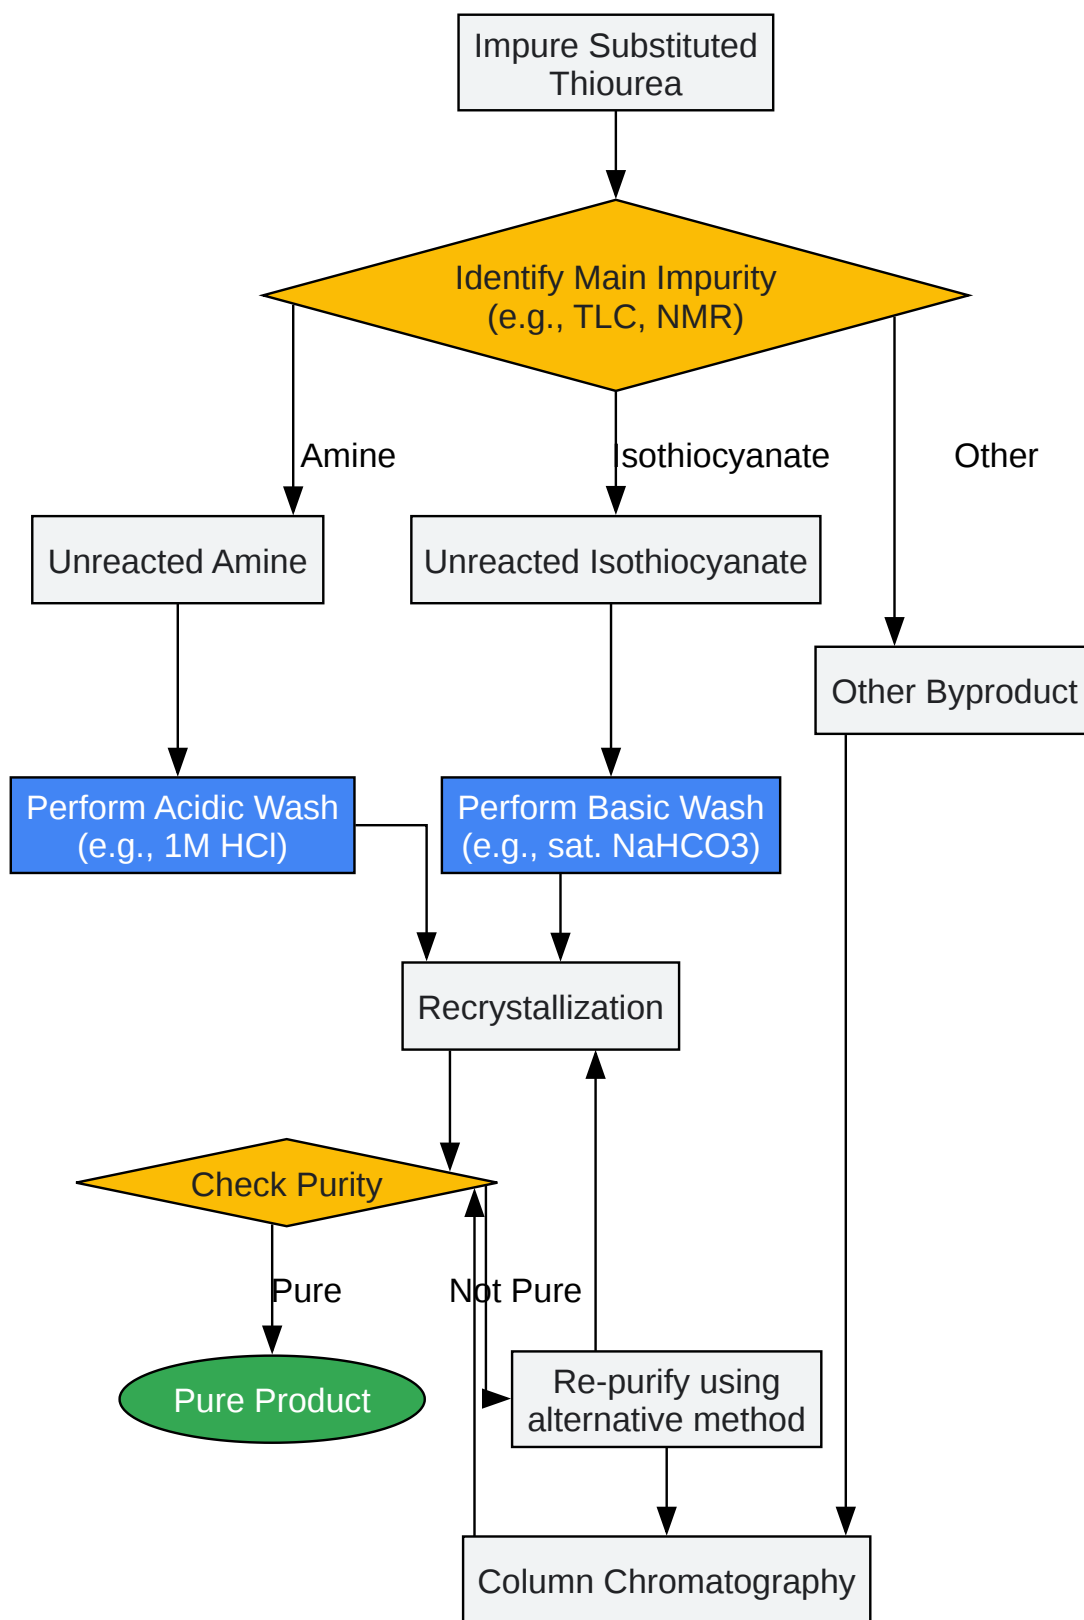 Impure Substituted
Thiourea
Identify Main Impurity
(e.g., TLC, NMR)
Amine
Isothiocyanate
Other
Unreacted Amine
Unreacted Isothiocyanate
Other Byproduct
Perform Acidic Wash
(e.g., 1M HCl)
Perform Basic Wash
(e.g., sat. NaHCO3)
Recrystallization
Check Purity
Pure
Not Pure
Pure Product
Re-purify using
alternative method
Column Chromatography